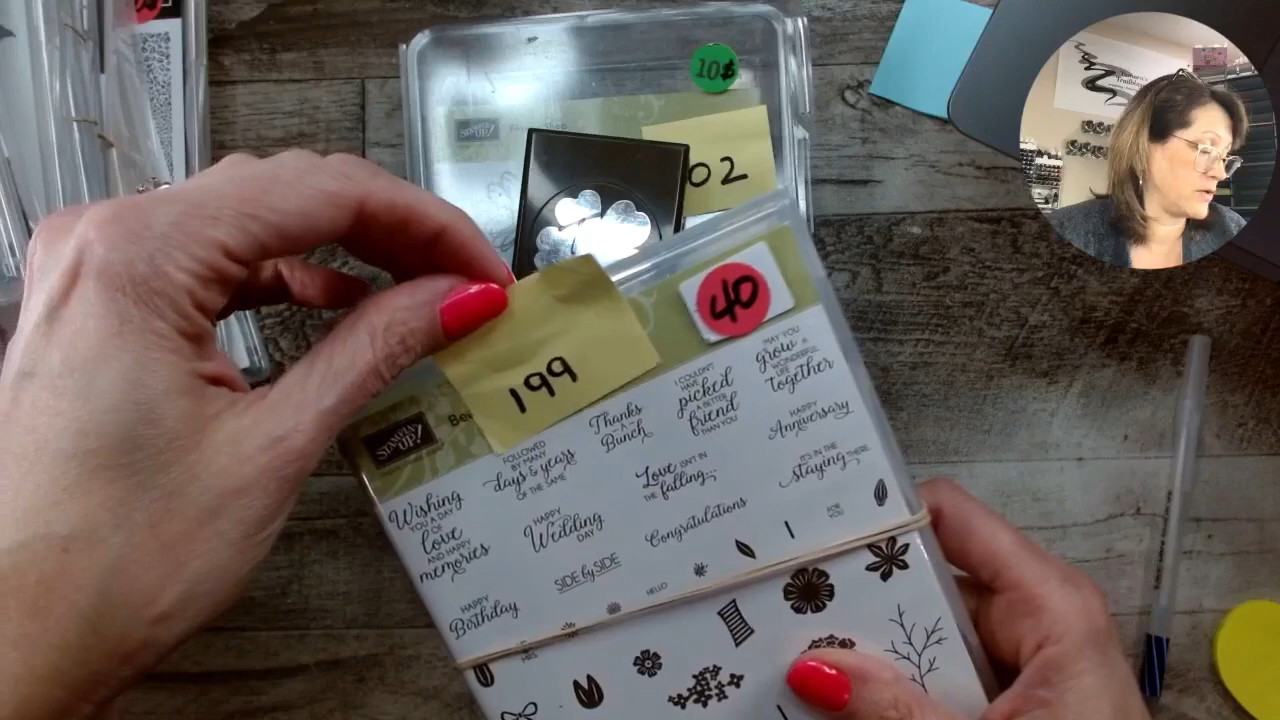 10$
STAMPIN' UP!
02
40
199
STAMPIN' UP!
MAY YOU
grow in
WONDERFUL
LIFE
together
I COULDN'T
HAVE
picked
A BETTER
friend
THAN YOU
Thanks
A
Bunch
HAPPY
Anniversary
FOLLOWED
BY MANY
days & years
OF THE SAME
Love ISN'T IN
THE falling...
IT'S IN THE
staying THERE
Wishing
YOU A DAY
OF
love
AND HAPPY
memories
HAPPY
Wedding
DAY
Congratulations
FOR
YOU
SIDE by SIDE
HELLO
HAPPY
Birthday
MRS